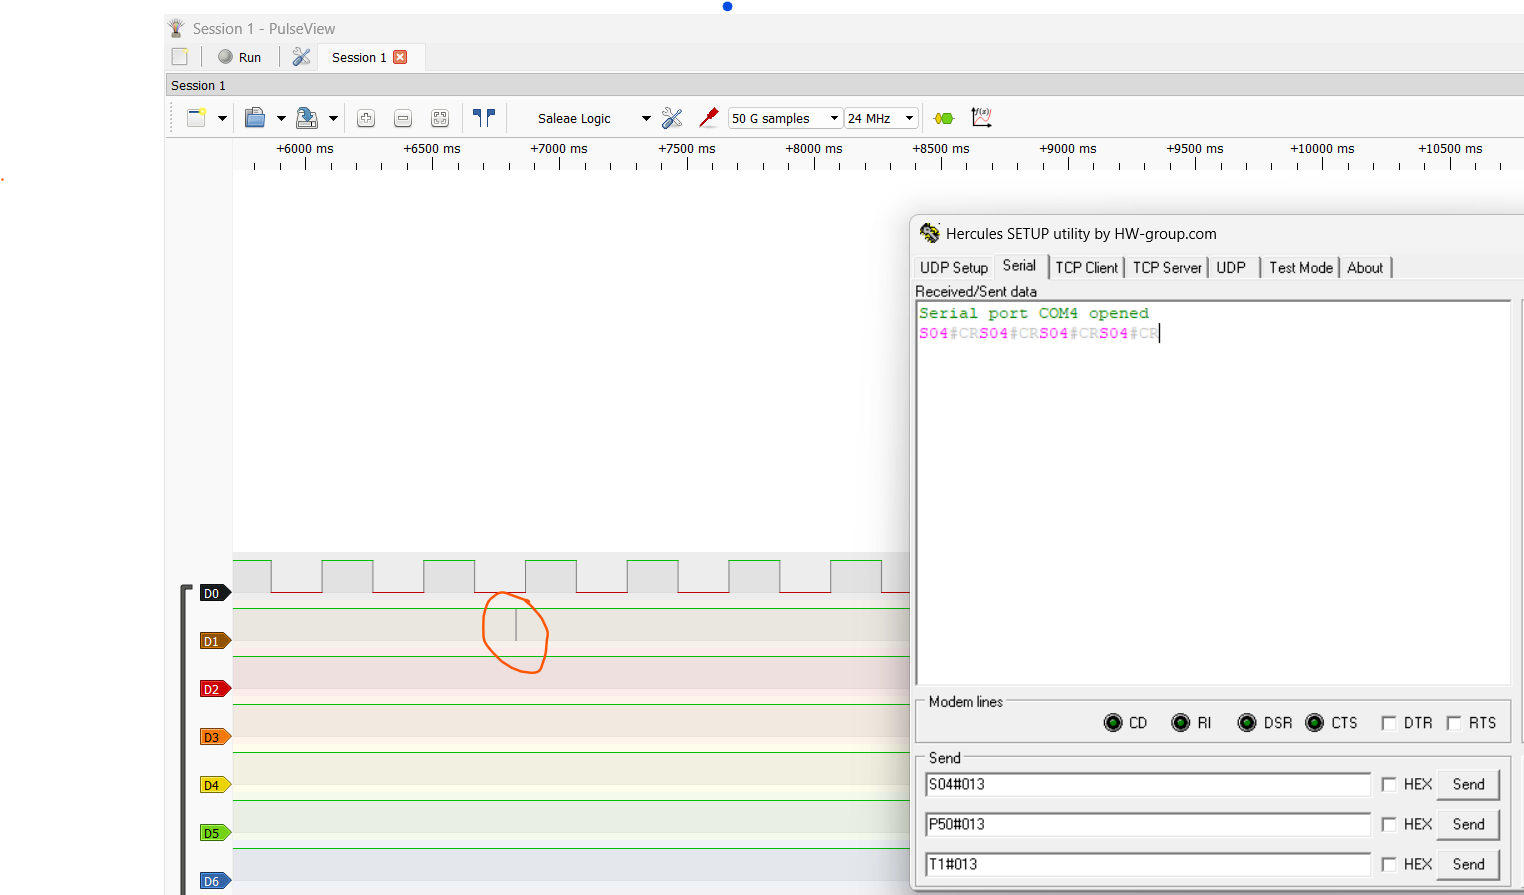 Session 1 - PulseView
Run
Session 1
Session 1
Saleae Logic
50 G samples
24 MHz
f(x)
+6000 ms +6500 ms +7000 ms +7500 ms +8000 ms +8500 ms +9000 ms +9500 ms +10000 ms +10500 ms
Hercules SETUP utility by HW-group.com
UDP Setup Serial TCP Client TCP Server UDP Test Mode About
Received/Sent data
Serial port COM4 opened
S04#CRS04#CRS04#CRS04#CR
D0
D1
D2
D3
D4
D5
D6
Modem lines
CD RI DSR CTS DTR RTS
Send
S04#013 HEX Send
P50#013 HEX Send
T1#013 HEX Send